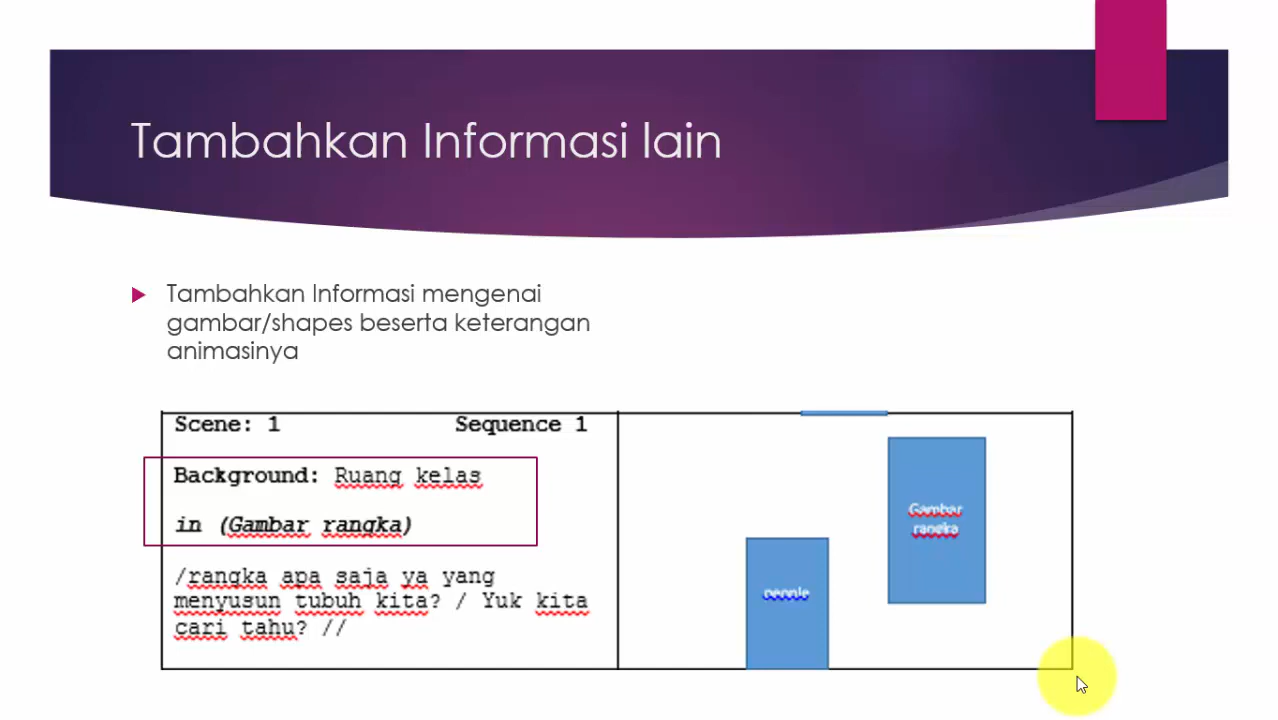 Tambahkan Informasi lain
Tambahkan Informasi mengenai
gambar/shapes beserta keterangan
animasinya
Scene: 1 Sequence 1
Background: Ruang kelas
in (Gambar rangka)
/rangka apa saja ya yang
menyusun tubuh kita? / Yuk kita
cari tahu? //
Gambar
rangka
people